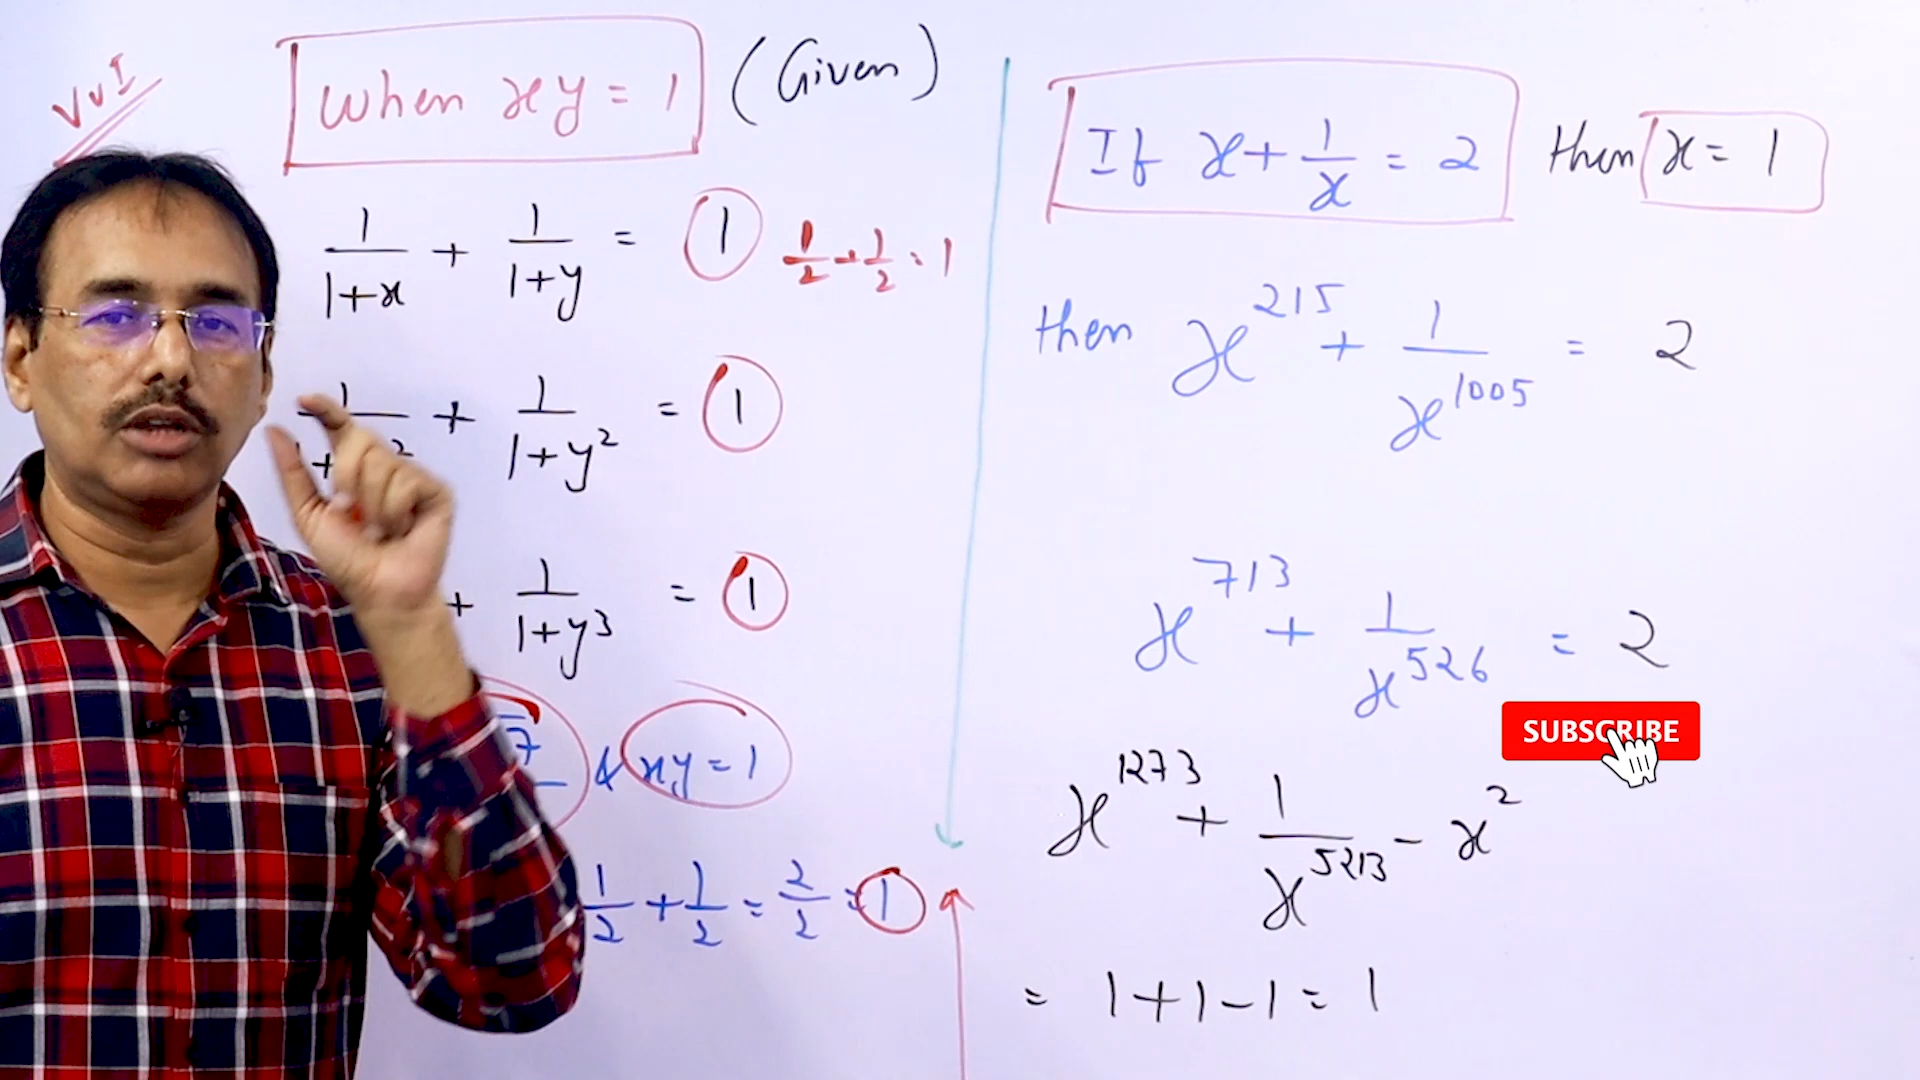 VVI
When xy = 1 (Given)
1/(1+x) + 1/(1+y) = 1 1/2 + 1/2 = 1
1 + 1/(1+y²) = 1
+ 1/(1+y³) = 1
7 & xy = 1
1/2 + 1/2 = 2/2 = 1
If x + 1/x = 2 then x = 1
then x^215 + 1/x^1005 = 2
x^713 + 1/x^526 = 2
SUBSCRIBE
x^1273 + 1/x^5213 - x²
= 1 + 1 - 1 = 1